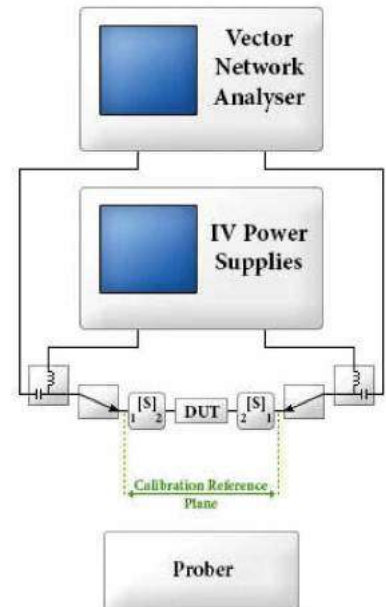 Vector
Network
Analyser
IV Power
Supplies
[S]
1 2
DUT
[S]
2 1
Calibration Reference
Plane
Prober